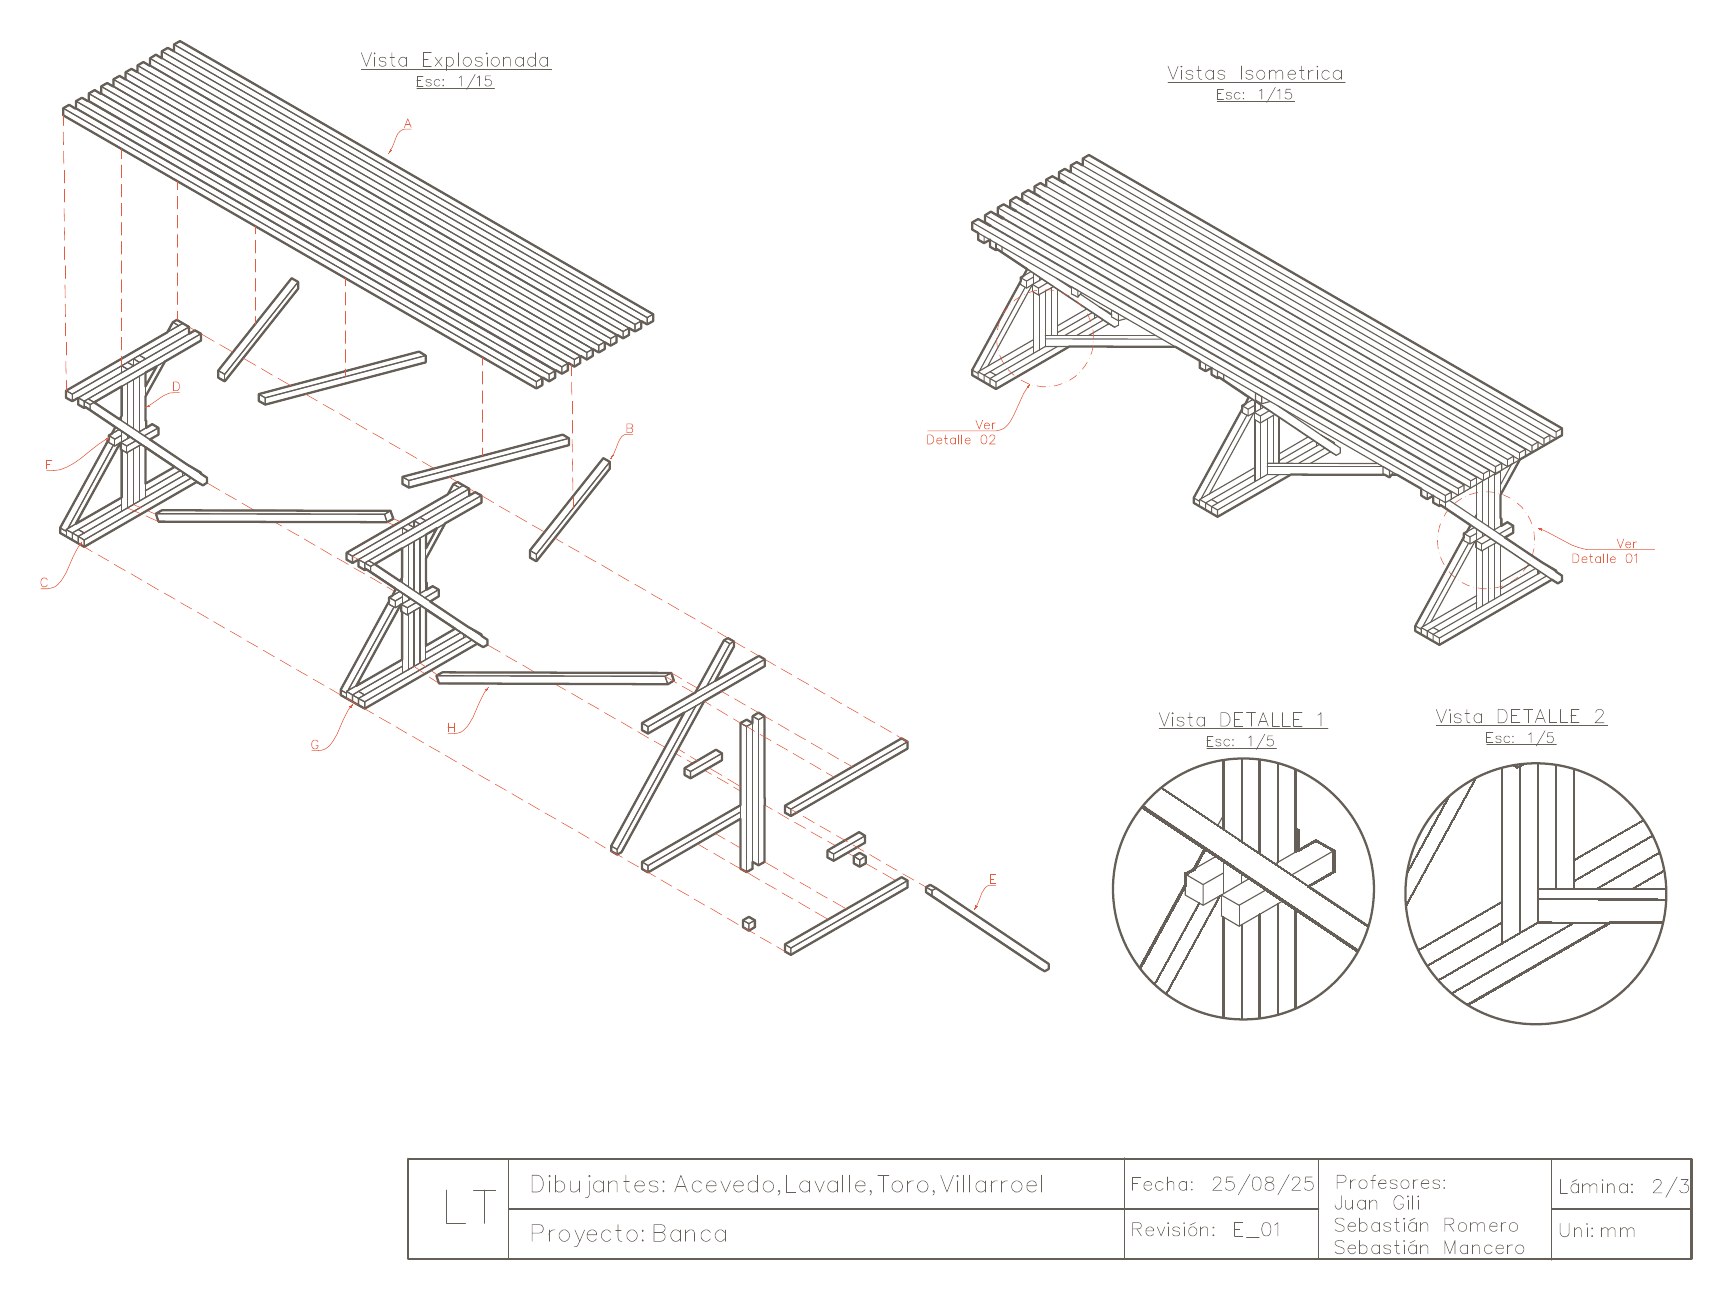 Vista Explosionada
Esc: 1/15
Vistas Isometrica
Esc: 1/15
A
B
D
F
C
G
H
E
Ver
Detalle 02
Ver
Detalle 01
Vista DETALLE 1
Esc: 1/5
Vista DETALLE 2
Esc: 1/5
LT
Dibujantes: Acevedo,Lavalle,Toro,Villarroel
Proyecto: Banca
Fecha: 25/08/25
Revisión: E_01
Profesores:
Juan Gili
Sebastián Romero
Sebastián Mancero
Lámina: 2/3
Uni: mm